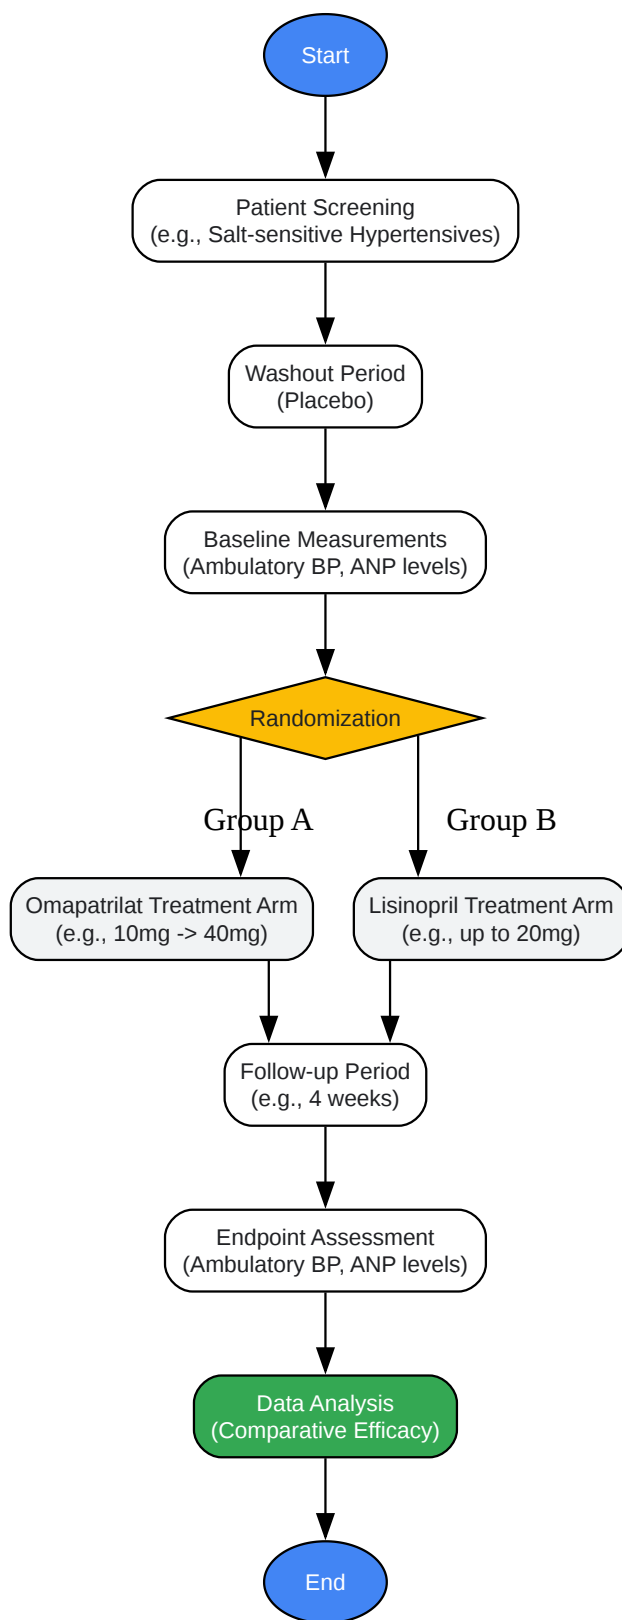 Start
Patient Screening
(e.g., Salt-sensitive Hypertensives)
Washout Period
(Placebo)
Baseline Measurements
(Ambulatory BP, ANP levels)
Randomization
Group A
Group B
Omapatrilat Treatment Arm
(e.g., 10mg -> 40mg)
Lisinopril Treatment Arm
(e.g., up to 20mg)
Follow-up Period
(e.g., 4 weeks)
Endpoint Assessment
(Ambulatory BP, ANP levels)
Data Analysis
(Comparative Efficacy)
End